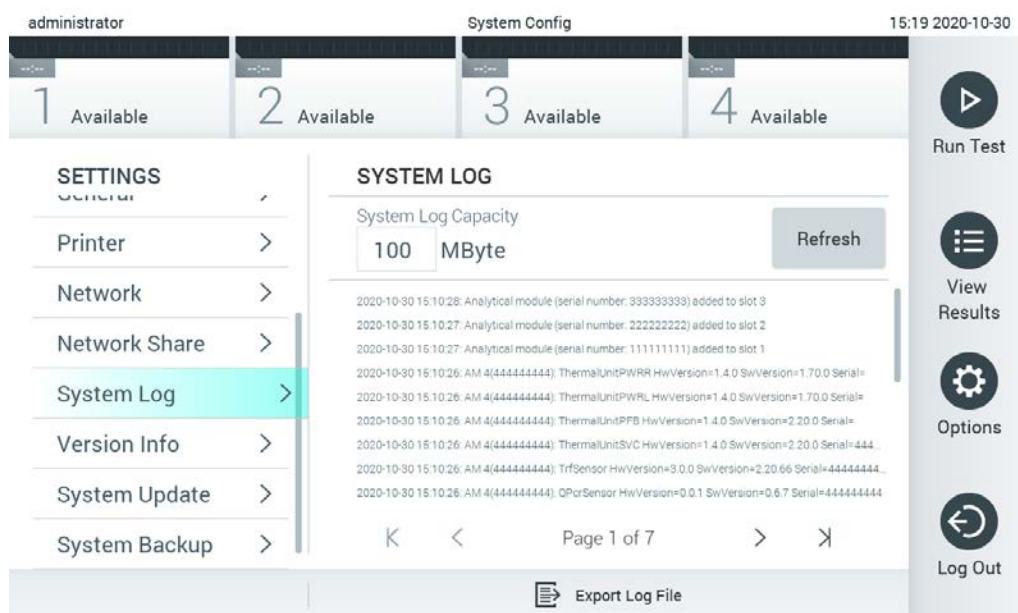 administrator System Config 15:19 2020-10-30
--:-- --:-- --:-- --:--
1 Available 2 Available 3 Available 4 Available
Run Test
SETTINGS
General
Printer
Network
Network Share
System Log
Version Info
System Update
System Backup
SYSTEM LOG
System Log Capacity
100 MByte
Refresh
2020-10-30 15:10:28: Analytical module (serial number: 333333333) added to slot 3
2020-10-30 15:10:27: Analytical module (serial number: 222222222) added to slot 2
2020-10-30 15:10:27: Analytical module (serial number: 111111111) added to slot 1
2020-10-30 15:10:26: AM 4(444444444): ThermalUnitPWRR HwVersion=1.4.0 SwVersion=1.70.0 Serial=
2020-10-30 15:10:26: AM 4(444444444): ThermalUnitPWRL HwVersion=1.4.0 SwVersion=1.70.0 Serial=
2020-10-30 15:10:26: AM 4(444444444): ThermalUnitPFB HwVersion=1.4.0 SwVersion=2.20.0 Serial=
2020-10-30 15:10:26: AM 4(444444444): ThermalUnitSVC HwVersion=1.4.0 SwVersion=2.20.0 Serial=444...
2020-10-30 15:10:26: AM 4(444444444): TrfSensor HwVersion=3.0.0 SwVersion=2.20.66 Serial=44444444...
2020-10-30 15:10:26: AM 4(444444444): QPcrSensor HwVersion=0.0.1 SwVersion=0.6.7 Serial=444444444
Page 1 of 7
Export Log File
View
Results
Options
Log Out